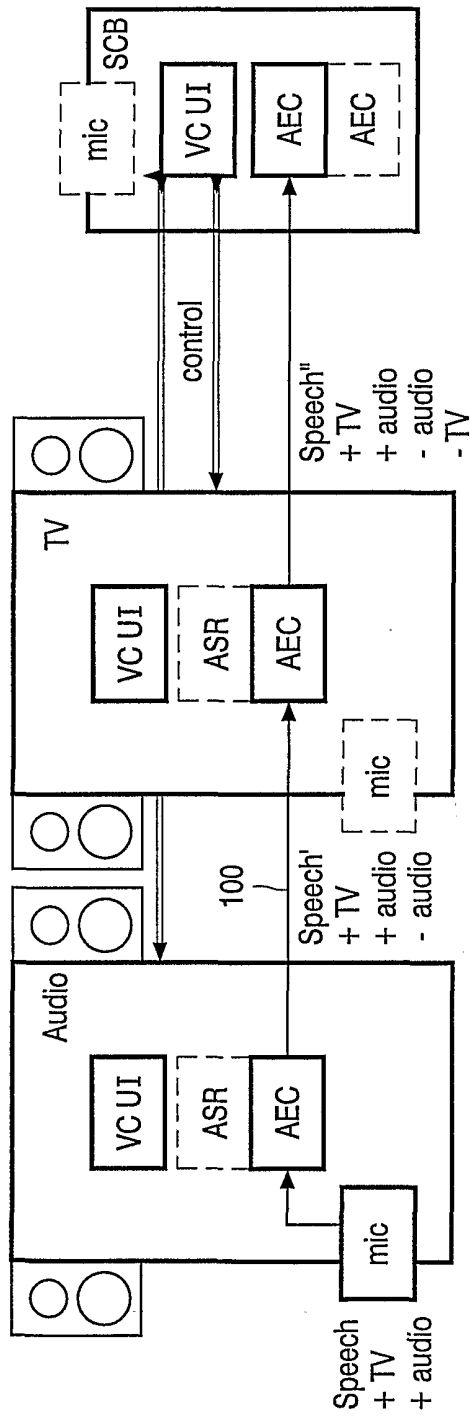 Audio
VC UI
ASR
AEC
mic
Speech
+ TV
+ audio
100
Speech'
+ TV
+ audio
- audio
TV
VC UI
ASR
AEC
mic
control
Speech"
+ TV
+ audio
- audio
- TV
SCB
mic
VC UI
AEC
AEC